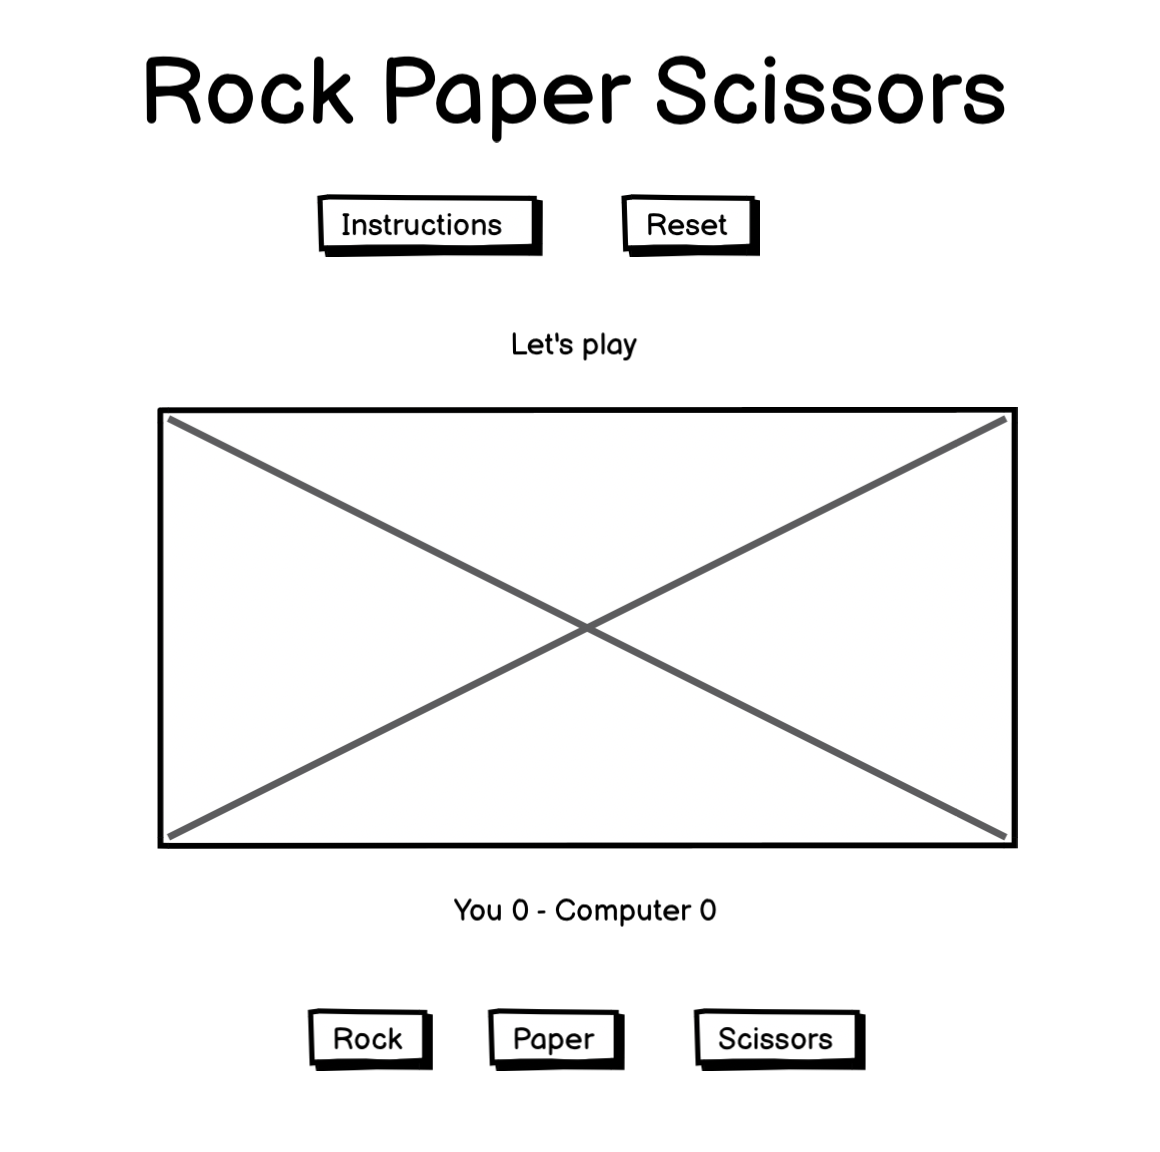 Rock Paper Scissors
Instructions Reset
Let's play
You 0 - Computer 0
Rock Paper Scissors